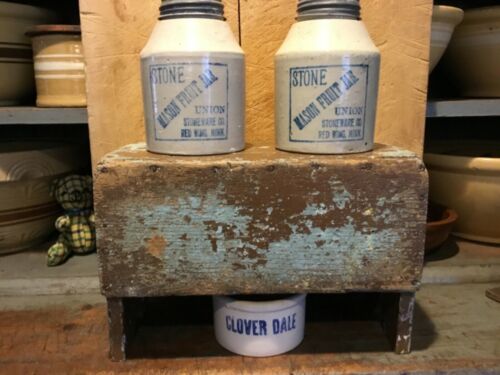 STONE
MASON FRUIT JAR
UNION
STONEWARE CO.
RED WING, MINN.
STONE
MASON FRUIT JAR
UNION
STONEWARE CO.
RED WING, MINN.
CLOVER DALE